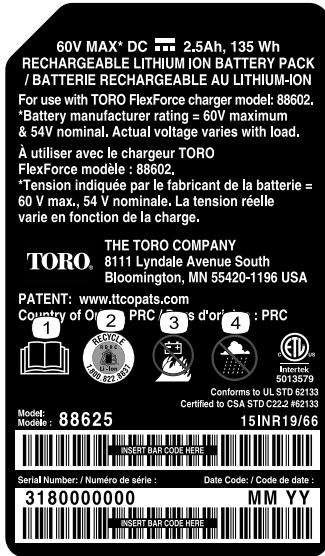 60V MAX* DC 2.5Ah, 135 Wh
RECHARGEABLE LITHIUM ION BATTERY PACK
/ BATTERIE RECHARGEABLE AU LITHIUM-ION
For use with TORO FlexForce charger model: 88602.
*Battery manufacturer rating = 60V maximum
& 54V nominal. Actual voltage varies with load.
À utiliser avec le chargeur TORO
FlexForce modèle : 88602.
*Tension indiquée par le fabricant de la batterie =
60 V max., 54 V nominale. La tension réelle
varie en fonction de la charge.
TORO®
THE TORO COMPANY
8111 Lyndale Avenue South
Bloomington, MN 55420-1196 USA
PATENT: www.ttcopats.com
Country of PRC / d'origine : PRC
1 2 3 4
RECYCLE
Li-Ion
1.800.822.8837
C ETL US
Intertek
5013579
Conforms to UL STD 62133
Certified to CSA STD C22.2 #62133
Model:
Modèle : 88625 15INR19/66
INSERT BAR CODE HERE
Serial Number: / Numéro de série : Date Code: / Code de date :
3180000000 MM YY
INSERT BAR CODE HERE